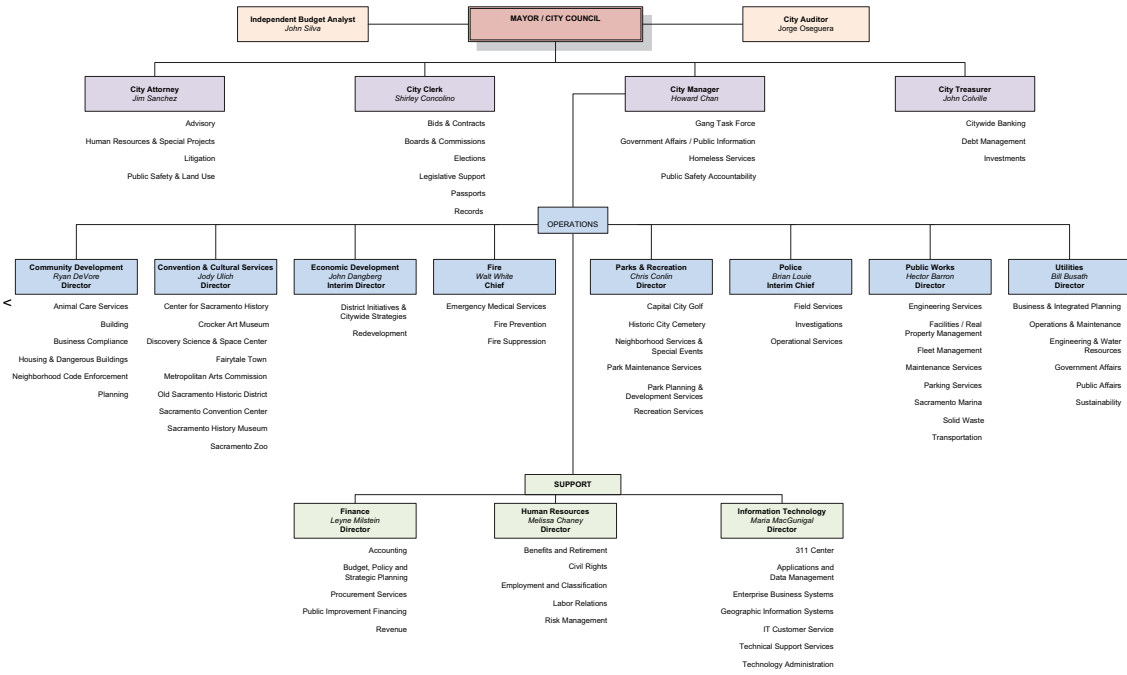 MAYOR / CITY COUNCIL
Independent Budget Analyst
John Silva
City Auditor
Jorge Oseguera
City Attorney
Jim Sanchez
Advisory
Human Resources & Special Projects
Litigation
Public Safety & Land Use
City Clerk
Shirley Concolino
Bids & Contracts
Boards & Commissions
Elections
Legislative Support
Passports
Records
City Manager
Howard Chan
Gang Task Force
Government Affairs / Public Information
Homeless Services
Public Safety Accountability
City Treasurer
John Colville
Citywide Banking
Debt Management
Investments
OPERATIONS
Community Development
Ryan DeVore
Director
<
Animal Care Services
Building
Business Compliance
Housing & Dangerous Buildings
Neighborhood Code Enforcement
Planning
Convention & Cultural Services
Jody Ulich
Director
Center for Sacramento History
Crocker Art Museum
Discovery Science & Space Center
Fairytale Town
Metropolitan Arts Commission
Old Sacramento Historic District
Sacramento Convention Center
Sacramento History Museum
Sacramento Zoo
Economic Development
John Dangberg
Interim Director
District Initiatives &
Citywide Strategies
Redevelopment
Fire
Walt White
Chief
Emergency Medical Services
Fire Prevention
Fire Suppression
Parks & Recreation
Chris Conlin
Director
Capital City Golf
Historic City Cemetery
Neighborhood Services &
Special Events
Park Maintenance Services
Park Planning &
Development Services
Recreation Services
Police
Brian Louie
Interim Chief
Field Services
Investigations
Operational Services
Public Works
Hector Barron
Director
Engineering Services
Facilities / Real
Property Management
Fleet Management
Maintenance Services
Parking Services
Sacramento Marina
Solid Waste
Transportation
Utilities
Bill Busath
Director
Business & Integrated Planning
Operations & Maintenance
Engineering & Water
Resources
Government Affairs
Public Affairs
Sustainability
SUPPORT
Finance
Leyne Milstein
Director
Accounting
Budget, Policy and
Strategic Planning
Procurement Services
Public Improvement Financing
Revenue
Human Resources
Melissa Chaney
Director
Benefits and Retirement
Civil Rights
Employment and Classification
Labor Relations
Risk Management
Information Technology
Maria MacGunigal
Director
311 Center
Applications and
Data Management
Enterprise Business Systems
Geographic Information Systems
IT Customer Service
Technical Support Services
Technology Administration